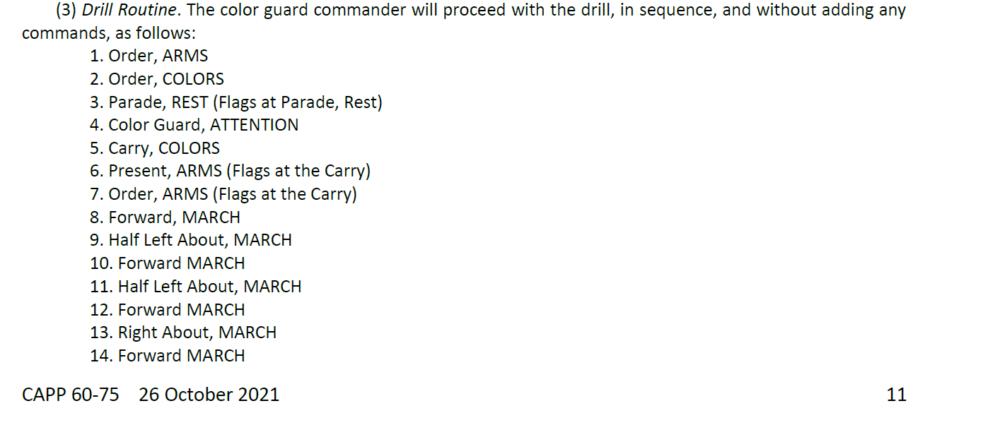 (3) Drill Routine. The color guard commander will proceed with the drill, in sequence, and without adding any
commands, as follows:
1. Order, ARMS
2. Order, COLORS
3. Parade, REST (Flags at Parade, Rest)
4. Color Guard, ATTENTION
5. Carry, COLORS
6. Present, ARMS (Flags at the Carry)
7. Order, ARMS (Flags at the Carry)
8. Forward, MARCH
9. Half Left About, MARCH
10. Forward MARCH
11. Half Left About, MARCH
12. Forward MARCH
13. Right About, MARCH
14. Forward MARCH
CAPP 60-75 26 October 2021 11